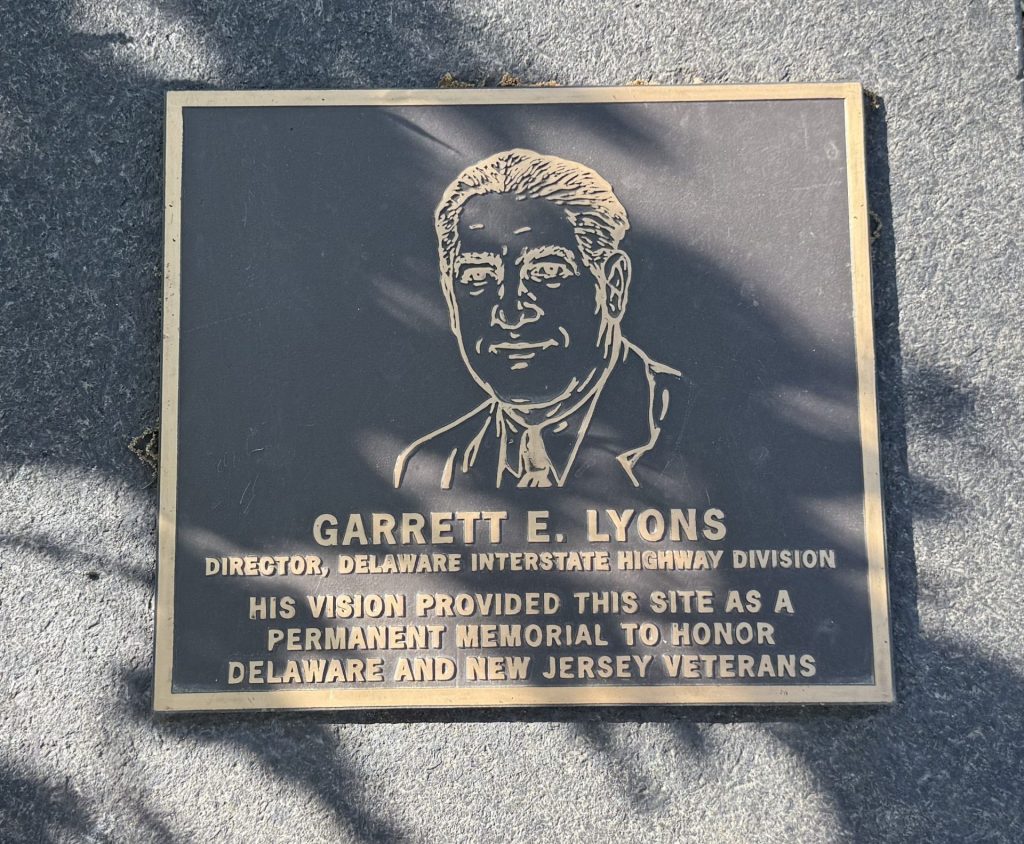 GARRETT E. LYONS
DIRECTOR, DELAWARE INTERSTATE HIGHWAY DIVISION
HIS VISION PROVIDED THIS SITE AS A
PERMANENT MEMORIAL TO HONOR
DELAWARE AND NEW JERSEY VETERANS